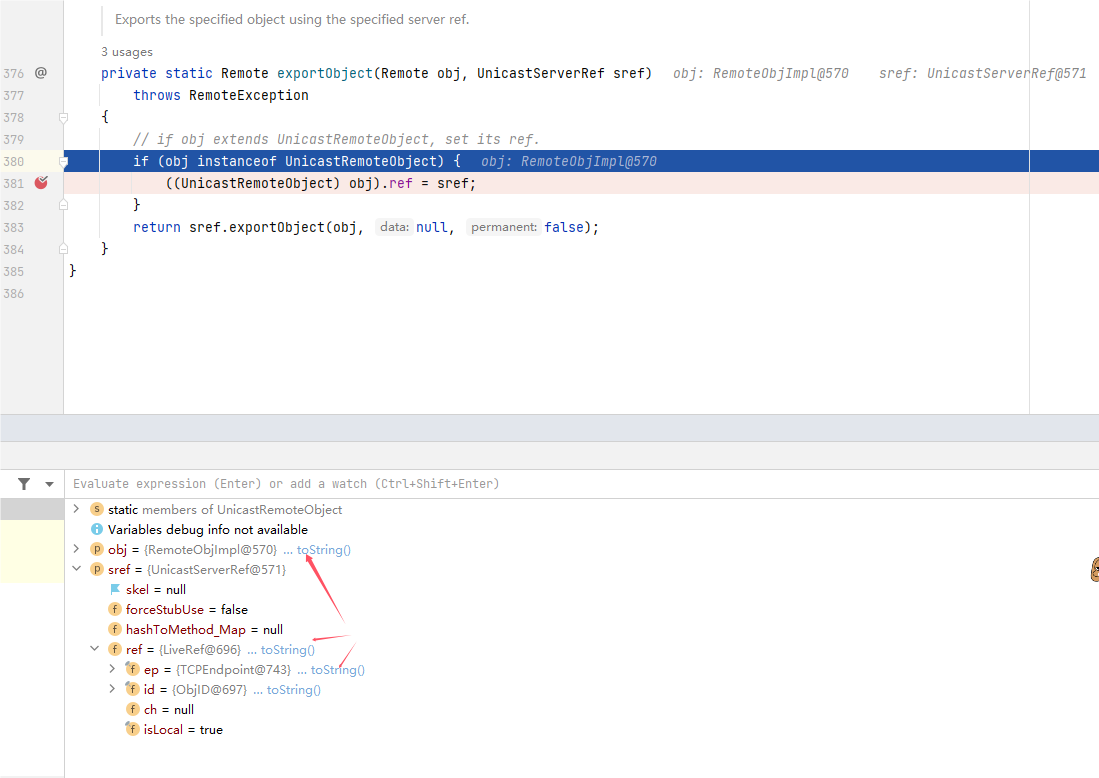 Exports the specified object using the specified server ref.
3 usages
376 @ private static Remote exportObject(Remote obj, UnicastServerRef sref) obj: RemoteObjImpl@570 sref: UnicastServerRef@571
377 throws RemoteException
378 {
379 // if obj extends UnicastRemoteObject, set its ref.
380 if (obj instanceof UnicastRemoteObject) { obj: RemoteObjImpl@570
381 ((UnicastRemoteObject) obj).ref = sref;
382 }
383 return sref.exportObject(obj, data: null, permanent: false);
384 }
385 }
386
Evaluate expression (Enter) or add a watch (Ctrl+Shift+Enter)
s static members of UnicastRemoteObject
i Variables debug info not available
p obj = {RemoteObjImpl@570} ... toString()
p sref = {UnicastServerRef@571}
skel = null
f forceStubUse = false
f hashToMethod_Map = null
f ref = {LiveRef@696} ... toString()
f ep = {TCPEndpoint@743} ... toString()
f id = {ObjID@697} ... toString()
f ch = null
f isLocal = true